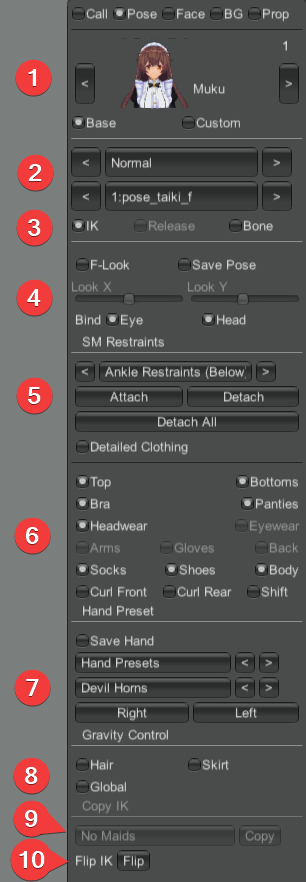 Call Pose Face BG Prop
1
1
< Muku >
Base Custom
2
< Normal >
< 1:pose_taiki_f >
3
IK Release Bone
F-Look Save Pose
4
Look X Look Y
Bind Eye Head
SM Restraints
5
< Ankle Restraints (Below, >
Attach Detach
Detach All
Detailed Clothing
6
Top Bottoms
Bra Panties
Headwear Eyewear
Arms Gloves Back
Socks Shoes Body
Curl Front Curl Rear Shift
Hand Preset
7
Save Hand
Hand Presets < >
Devil Horns < >
Right Left
Gravity Control
8
Hair Skirt
Global
Copy IK
9
No Maids Copy
10
Flip IK Flip